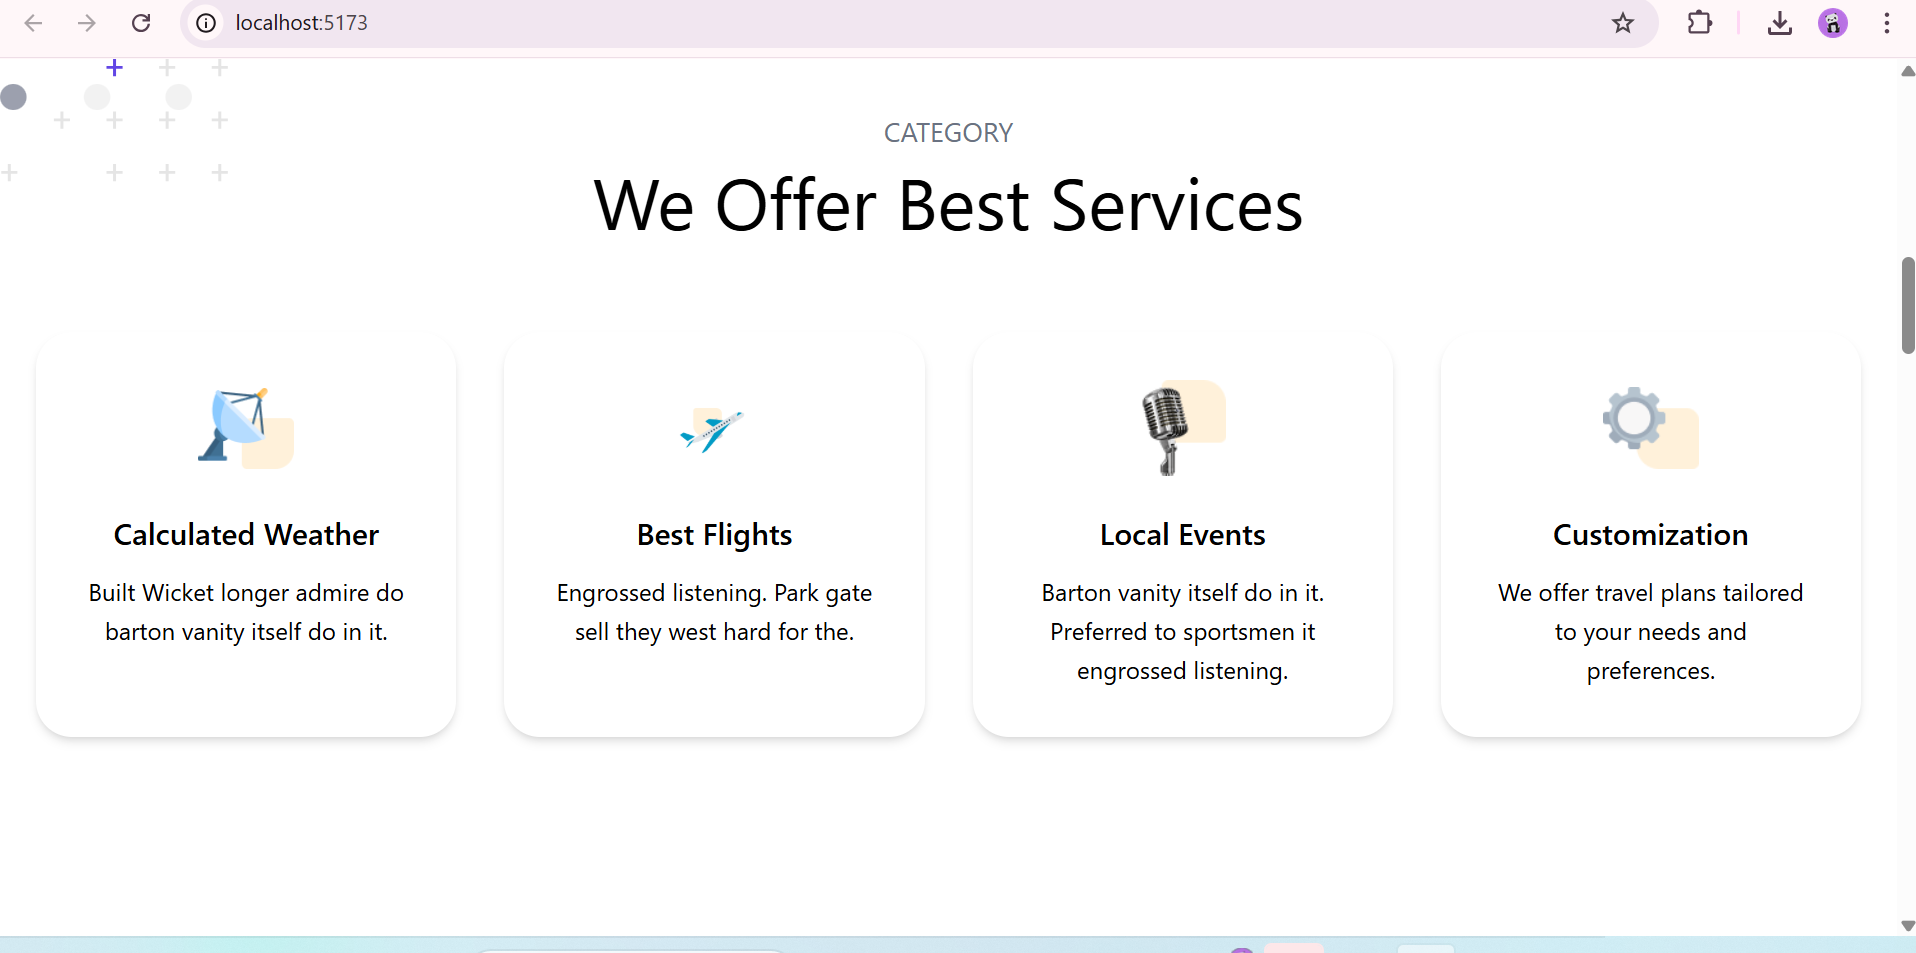 localhost:5173
CATEGORY
We Offer Best Services
Calculated Weather
Built Wicket longer admire do
barton vanity itself do in it.
Best Flights
Engrossed listening. Park gate
sell they west hard for the.
Local Events
Barton vanity itself do in it.
Preferred to sportsmen it
engrossed listening.
Customization
We offer travel plans tailored
to your needs and
preferences.